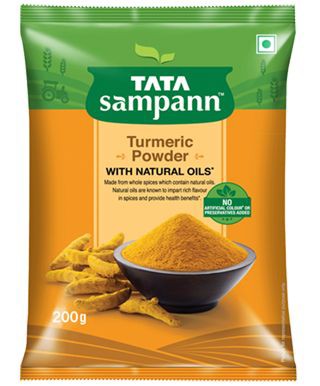 TATA
sampann™
Turmeric
Powder
WITH NATURAL OILS*
Made from whole spices which contain natural oils.
Natural oils are known to impart rich flavour
in spices and provide health benefits*.
NO
ARTIFICIAL COLOUR* OR
PRESERVATIVES ADDED
200g